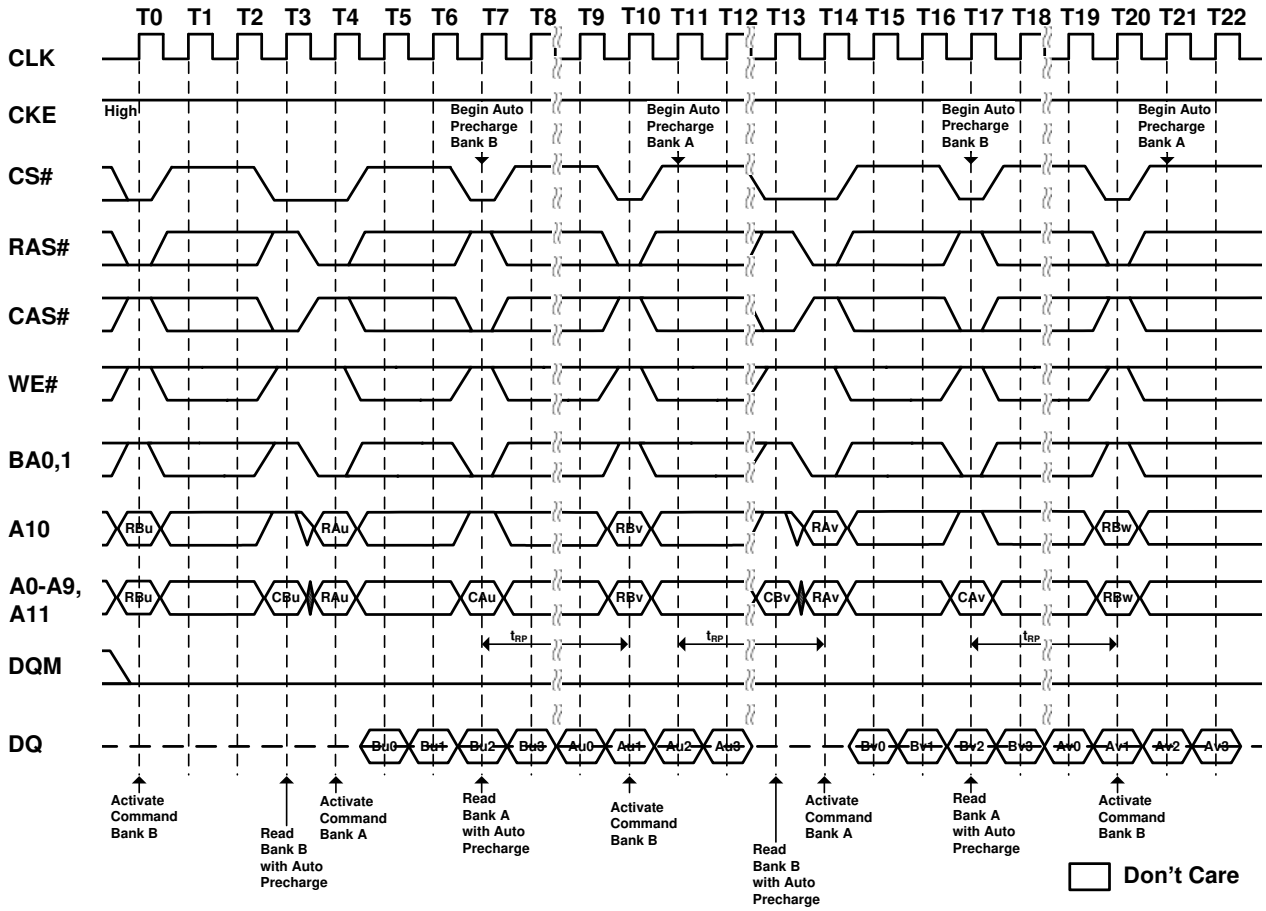 T0 T1 T2 T3 T4 T5 T6 T7 T8 T9 T10 T11 T12 T13 T14 T15 T16 T17 T18 T19 T20 T21 T22
CLK
CKE
High
Begin Auto
Precharge
Bank B
Begin Auto
Precharge
Bank A
Begin Auto
Precharge
Bank B
Begin Auto
Precharge
Bank A
CS#
RAS#
CAS#
WE#
BA0,1
A10
RBu RAu RBv RAv RBw
A0-A9,
A11
RBu CBu RAu CAu RBv CBv RAv CAv RBw
tRP tRP tRP
DQM
DQ
Bu0 Bu1 Bu2 Bu3 Au0 Au1 Au2 Au3 Bv0 Bv1 Bv2 Bv3 Av0 Av1 Av2 Av3
Activate
Command
Bank B
Read
Bank B
with Auto
Precharge
Activate
Command
Bank A
Read
Bank A
with Auto
Precharge
Activate
Command
Bank B
Read
Bank B
with Auto
Precharge
Activate
Command
Bank A
Read
Bank A
with Auto
Precharge
Activate
Command
Bank B
Don't Care